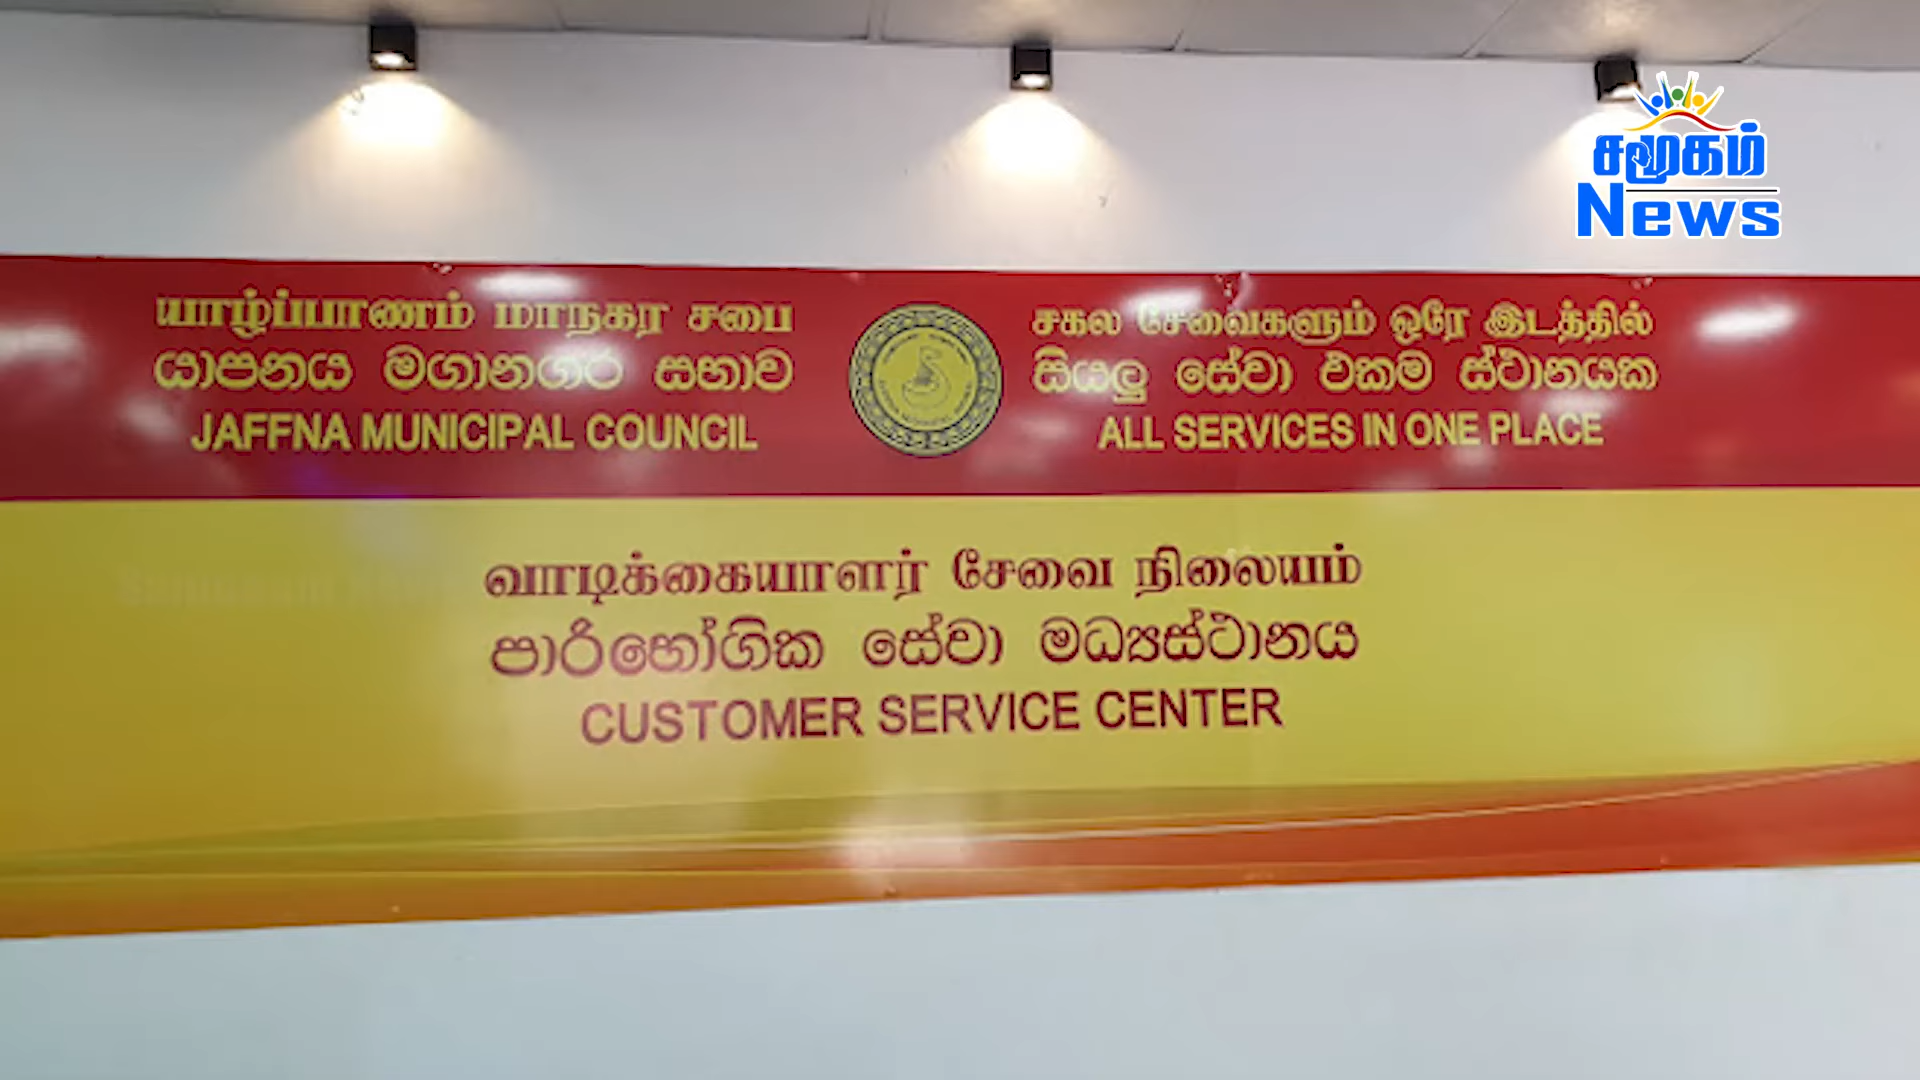 சமூகம்
News
யாழ்ப்பாணம் மாநகர சபை
යාපනය මගානගර සභාව
JAFFNA MUNICIPAL COUNCIL
சகல சேவைகளும் ஒரே இடத்தில்
සියලු සේවා එකම ස්ථානයක
ALL SERVICES IN ONE PLACE
வாடிக்கையாளர் சேவை நிலையம்
පාරිභෝගික සේවා මධ්‍යස්ථානය
CUSTOMER SERVICE CENTER